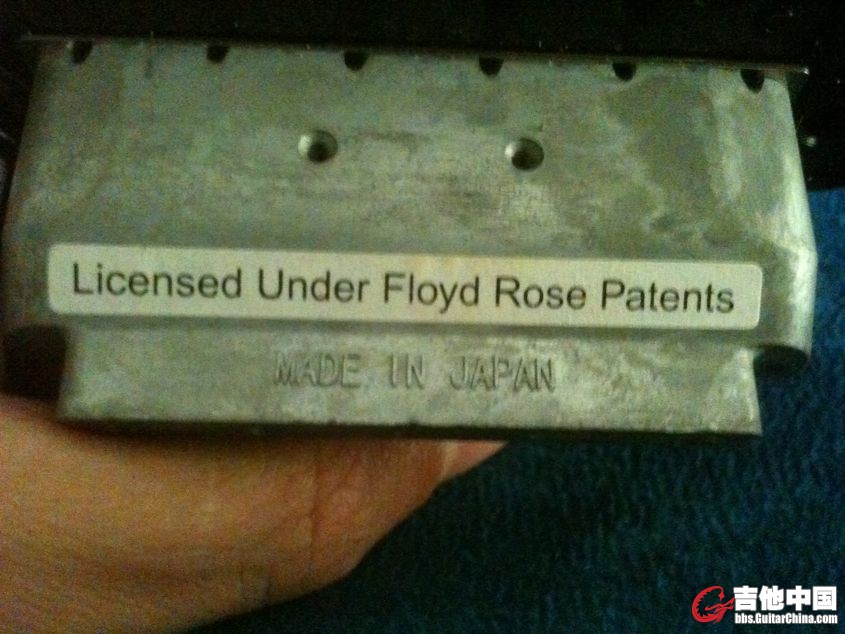 Licensed Under Floyd Rose Patents
MADE IN JAPAN
吉他中国
bbs.GuitarChina.com